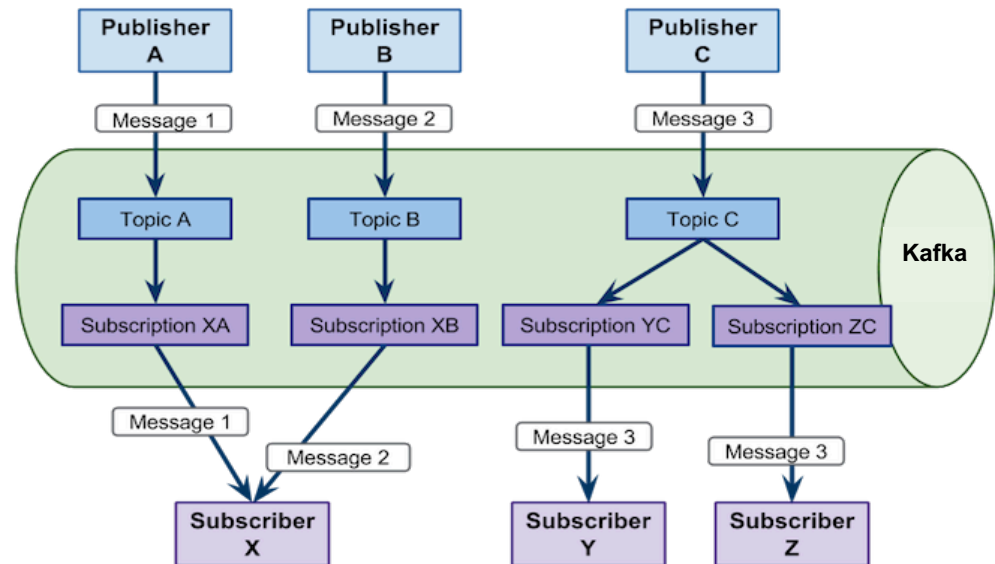 Publisher
A
Publisher
B
Publisher
C
Message 1
Message 2
Message 3
Topic A
Topic B
Topic C
Kafka
Subscription XA
Subscription XB
Subscription YC
Subscription ZC
Message 1
Message 2
Message 3
Message 3
Subscriber
X
Subscriber
Y
Subscriber
Z